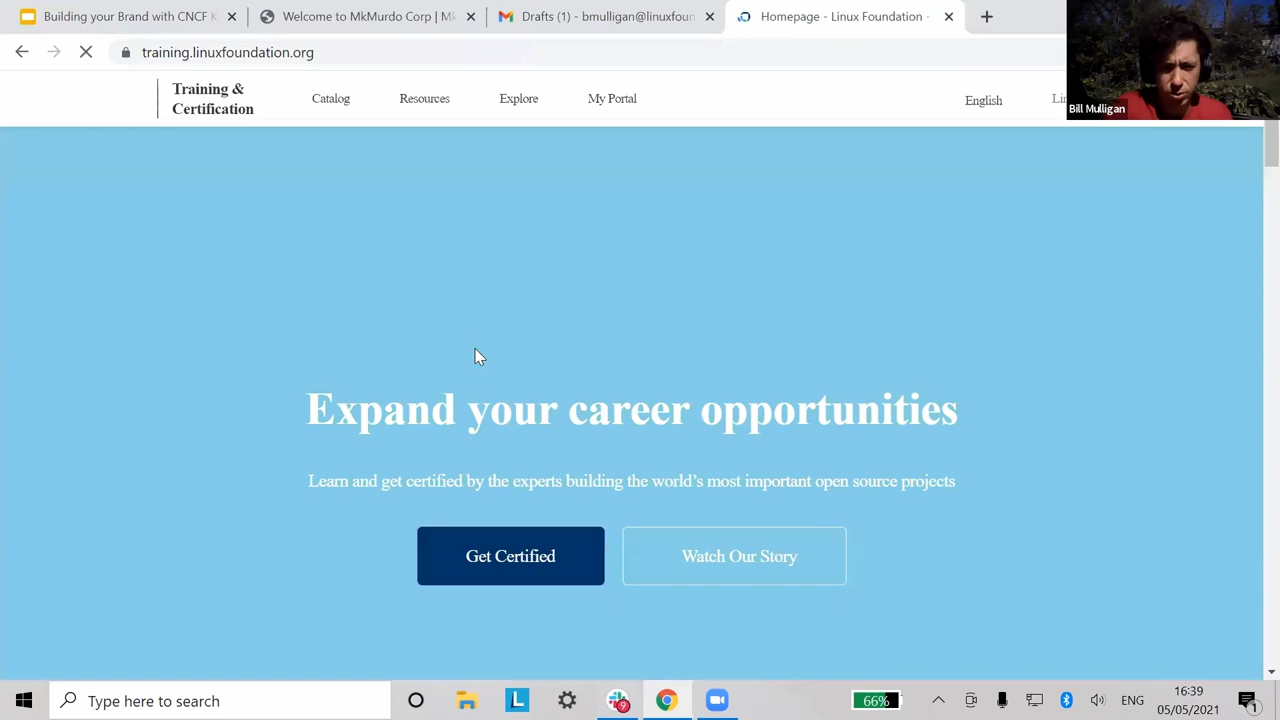 Building your Brand with CNCF K
Welcome to MkMurdo Corp | Mk
Drafts (1) - bmulligan@linuxfoun
Homepage - Linux Foundation -
training.linuxfoundation.org
Training &
Certification
Catalog
Resources
Explore
My Portal
English
Bill Mulligan
Expand your career opportunities
Learn and get certified by the experts building the world’s most important open source projects
Get Certified
Watch Our Story
Type here to search
L
9
66%
ENG
16:39
05/05/2021
1